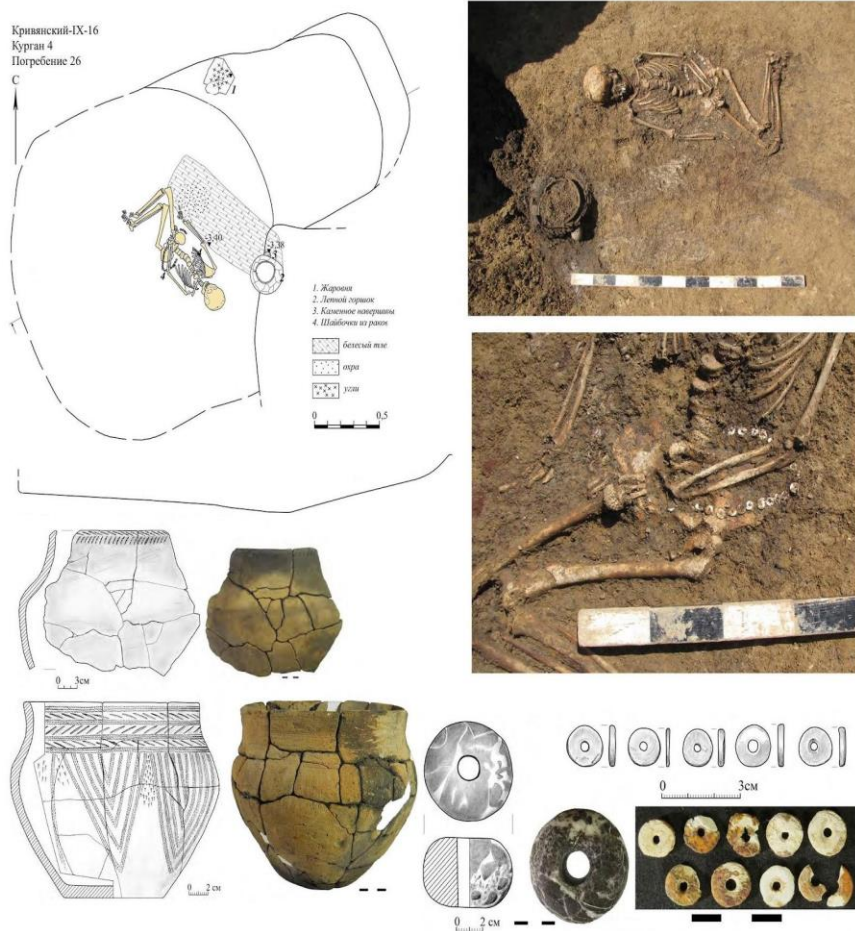 Кривянский-IX-16
Курган 4
Погребение 26
С
1
-3,40
-3,38
1. Жаровня
2. Лепной горшок
3. Каменное навершие
4. Шайбочки из раков.
белесый тлен
охра
угли
0 0,5
0 3см
0 2 см
0 3см
0 2 см